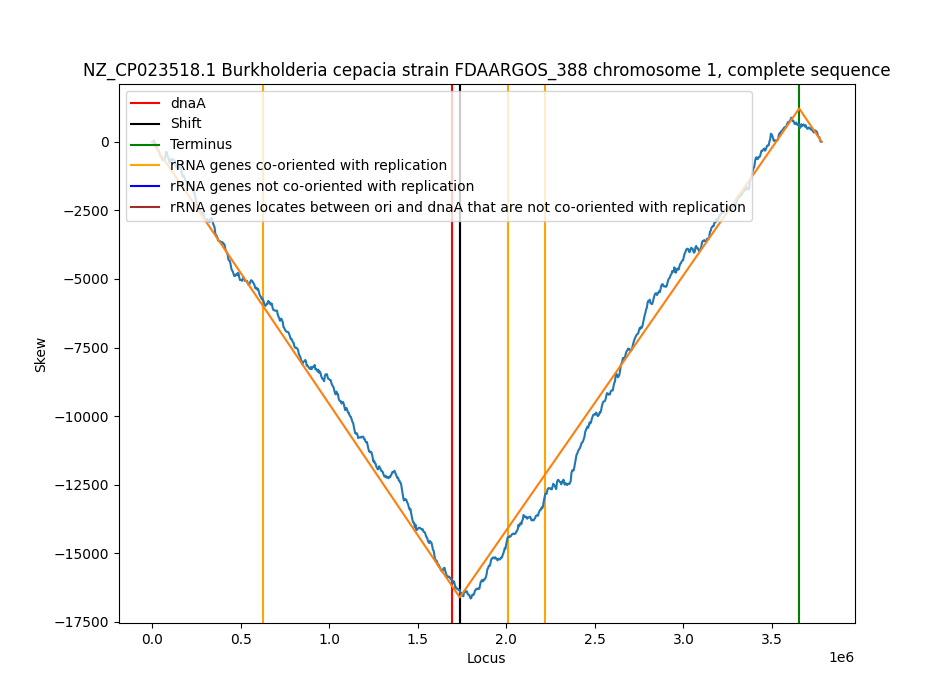 NZ_CP023518.1 Burkholderia cepacia strain FDAARGOS_388 chromosome 1, complete sequence
dnaA
Shift
Terminus
rRNA genes co-oriented with replication
rRNA genes not co-oriented with replication
rRNA genes locates between ori and dnaA that are not co-oriented with replication
0
−2500
−5000
−7500
−10000
−12500
−15000
−17500
Skew
0.0 0.5 1.0 1.5 2.0 2.5 3.0 3.5
1e6
Locus